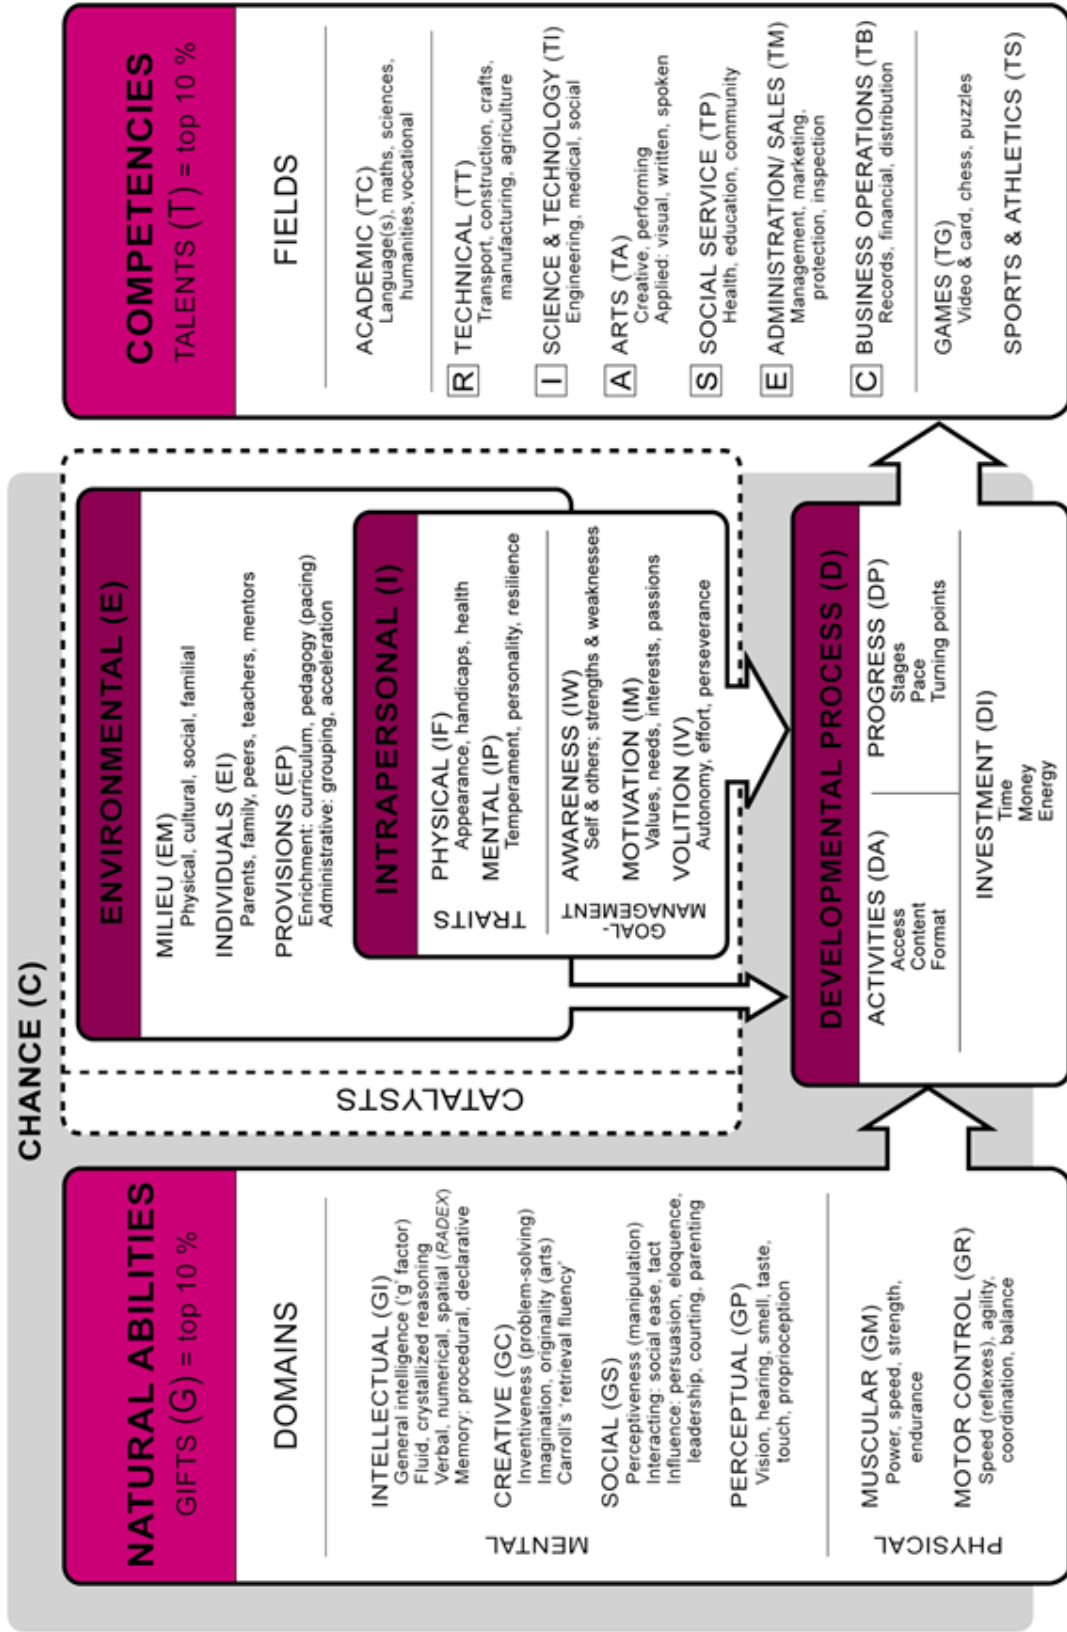 CHANCE (C)
NATURAL ABILITIES
GIFTS (G) = top 10 %
DOMAINS
MENTAL
INTELLECTUAL (GI)
General intelligence ('g' factor)
Fluid, crystallized reasoning
Verbal, numerical, spatial (RADEX)
Memory: procedural, declarative
CREATIVE (GC)
Inventiveness (problem-solving)
Imagination, originality (arts)
Carroll's 'retrieval fluency'
SOCIAL (GS)
Perceptiveness (manipulation)
Interacting: social ease, tact
Influence: persuasion, eloquence,
leadership, courting, parenting
PERCEPTUAL (GP)
Vision, hearing, smell, taste,
touch, proprioception
PHYSICAL
MUSCULAR (GM)
Power, speed, strength,
endurance
MOTOR CONTROL (GR)
Speed (reflexes), agility,
coordination, balance
CATALYSTS
ENVIRONMENTAL (E)
MILIEU (EM)
Physical, cultural, social, familial
INDIVIDUALS (EI)
Parents, family, peers, teachers, mentors
PROVISIONS (EP)
Enrichment: curriculum, pedagogy (pacing)
Administrative: grouping, acceleration
INTRAPERSONAL (I)
TRAITS
PHYSICAL (IF)
Appearance, handicaps, health
MENTAL (IP)
Temperament, personality, resilience
GOAL-
MANAGEMENT
AWARENESS (IW)
Self & others; strengths & weaknesses
MOTIVATION (IM)
Values, needs, interests, passions
VOLITION (IV)
Autonomy, effort, perseverance
DEVELOPMENTAL PROCESS (D)
ACTIVITIES (DA)
Access
Content
Format
PROGRESS (DP)
Stages
Pace
Turning points
INVESTMENT (DI)
Time
Money
Energy
COMPETENCIES
TALENTS (T) = top 10 %
FIELDS
ACADEMIC (TC)
Language(s), maths, sciences,
humanities,vocational
R TECHNICAL (TT)
Transport, construction, crafts,
manufacturing, agriculture
I SCIENCE & TECHNOLOGY (TI)
Engineering, medical, social
A ARTS (TA)
Creative, performing
Applied: visual, written, spoken
S SOCIAL SERVICE (TP)
Health, education, community
E ADMINISTRATION/ SALES (TM)
Management, marketing,
protection, inspection
C BUSINESS OPERATIONS (TB)
Records, financial, distribution
GAMES (TG)
Video & card, chess, puzzles
SPORTS & ATHLETICS (TS)